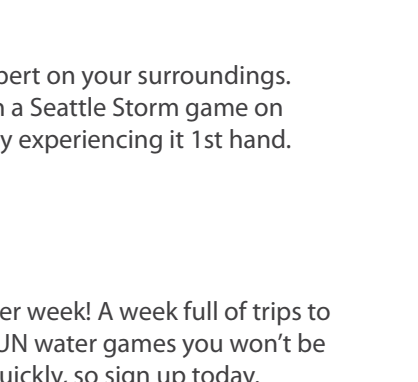 pert on your surroundings.
a Seattle Storm game on
y experiencing it 1st hand.
er week! A week full of trips to
UN water games you won't be
uickly, so sign up today.